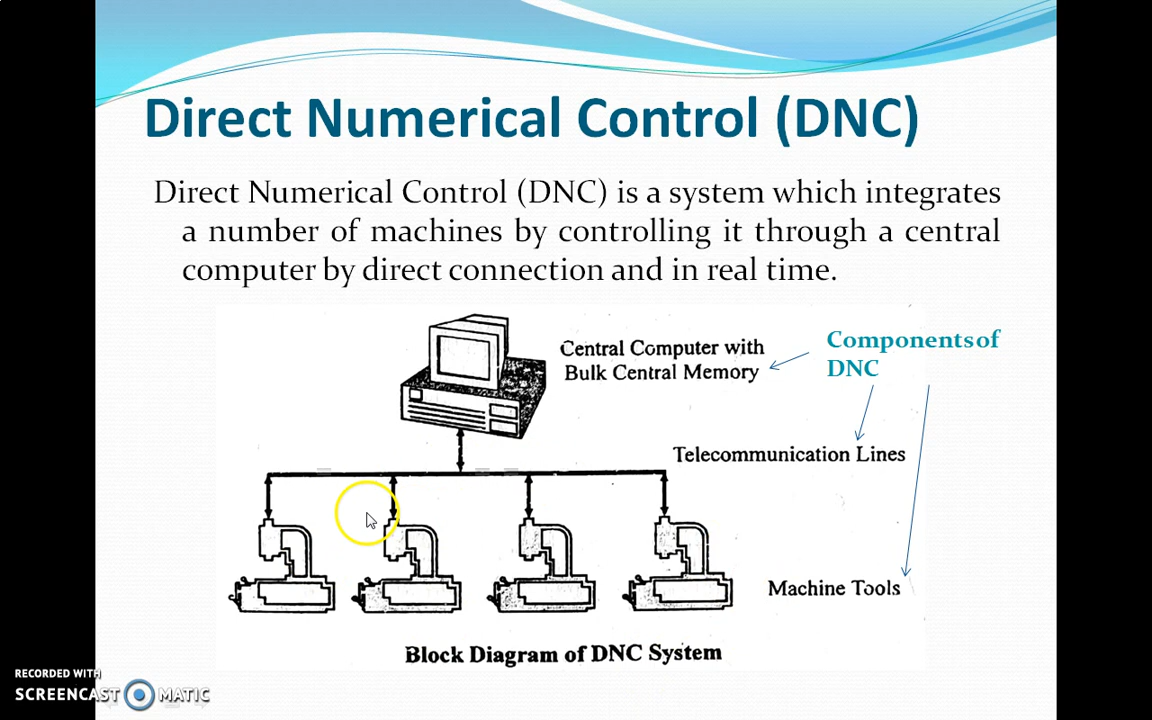 Direct Numerical Control (DNC)
Direct Numerical Control (DNC) is a system which integrates
a number of machines by controlling it through a central
computer by direct connection and in real time.
Central Computer with
Bulk Central Memory
Components of
DNC
Telecommunication Lines
Machine Tools
Block Diagram of DNC System
RECORDED WITH
SCREENCAST MATIC